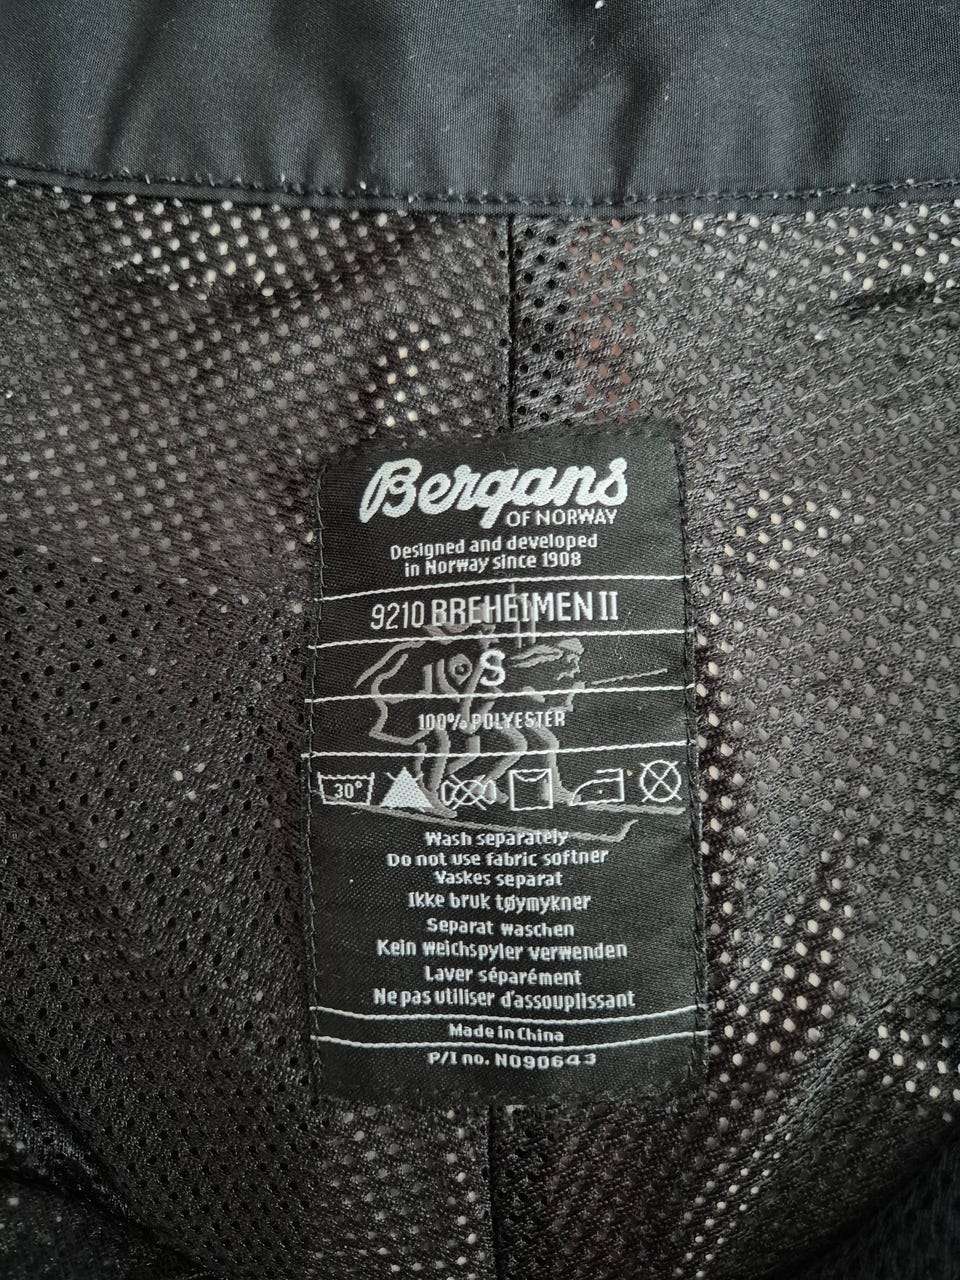 Bergans
OF NORWAY
Designed and developed
in Norway since 1908
9210 BREHEIMEN II
S
100% POLYESTER
30°
Wash separately
Do not use fabric softner
Vaskes separat
Ikke bruk tøymykner
Separat waschen
Kein weichspyler verwenden
Laver séparément
Ne pas utiliser d'assouplissant
Made in China
P/I no. NO90643